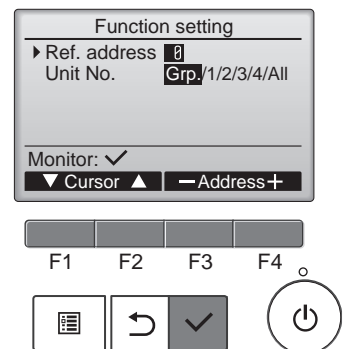 Function setting
▶Ref. address 0
Unit No. Grp./1/2/3/4/All
Monitor: ✓
▼ Cursor ▲ −Address+
F1 F2 F3 F4